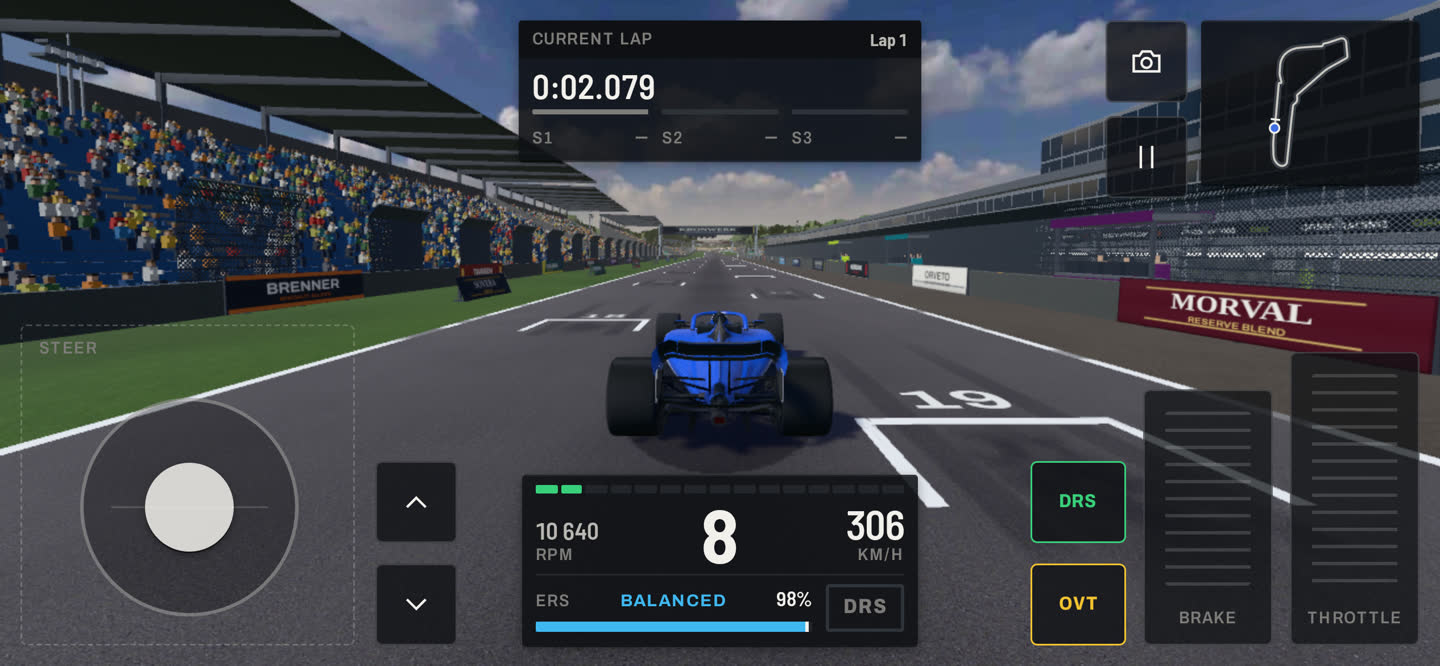 CURRENT LAP
Lap 1
0:02.079
S1 – S2 – S3 –
BRENNER
SOVERA
ORVETO
MORVAL
RESERVE BLEND
STEER
19
DRS
10 640
RPM
8
306
KM/H
ERS
BALANCED
98%
DRS
OVT
BRAKE
THROTTLE